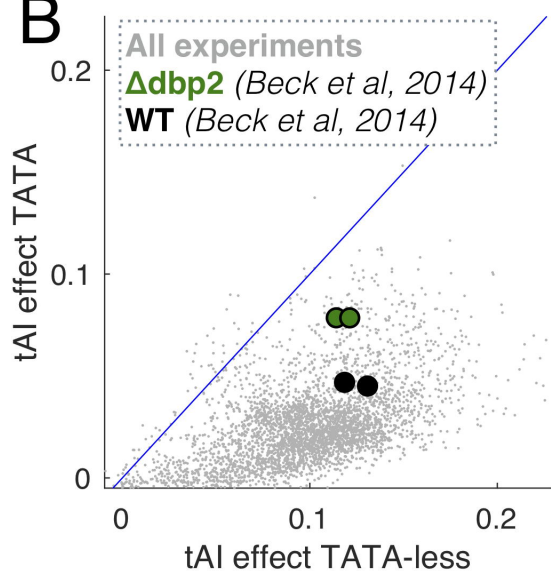 B
All experiments
Δdbp2 (Beck et al, 2014)
WT (Beck et al, 2014)
0.2
0.1
0
tAI effect TATA
0 0.1 0.2
tAI effect TATA-less